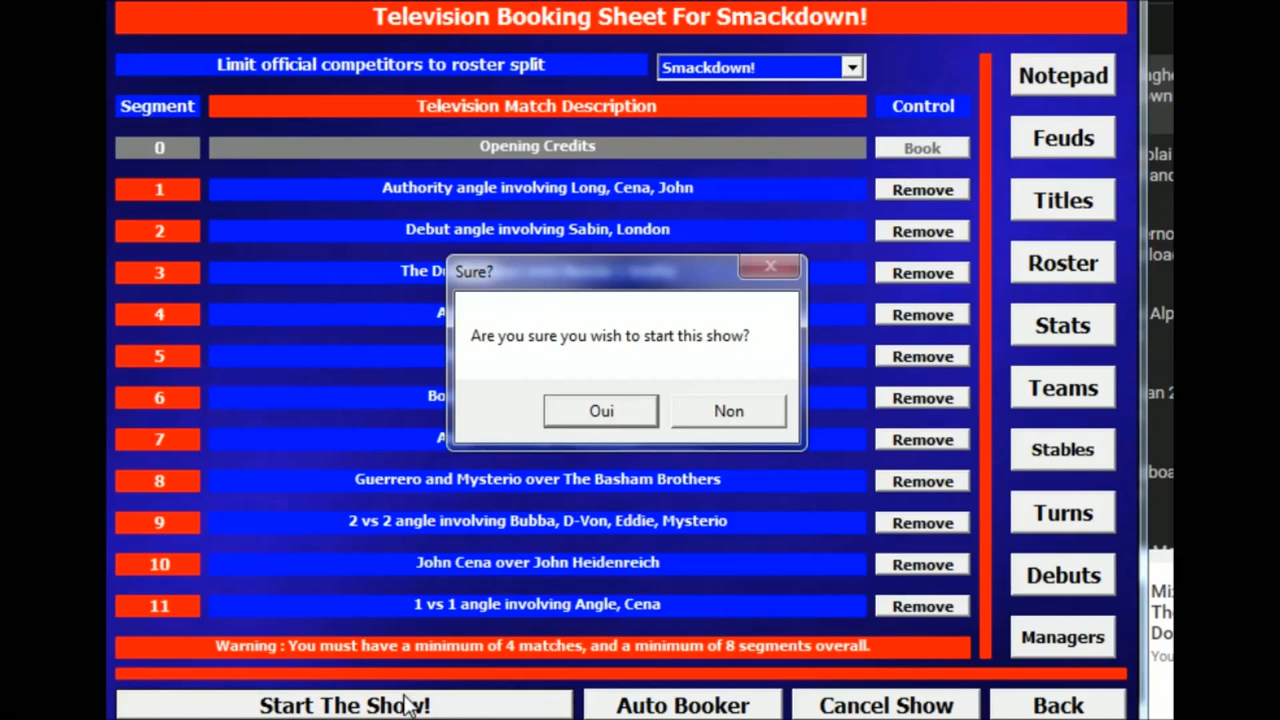 Television Booking Sheet For Smackdown!
Limit official competitors to roster split Smackdown!
Segment Television Match Description Control
0 Opening Credits Book
1 Authority angle involving Long, Cena, John Remove
2 Debut angle involving Sabin, London Remove
3 The Remove
4 Remove
5 Remove
6 Remove
7 Remove
8 Guerrero and Mysterio over The Basham Brothers Remove
9 2 vs 2 angle involving Bubba, D-Von, Eddie, Mysterio Remove
10 John Cena over John Heidenreich Remove
11 1 vs 1 angle involving Angle, Cena Remove
Warning : You must have a minimum of 4 matches, and a minimum of 8 segments overall.
Start The Show! Auto Booker Cancel Show Back
Sure?
Are you sure you wish to start this show?
Oui Non
Notepad
Feuds
Titles
Roster
Stats
Teams
Stables
Turns
Debuts
Managers